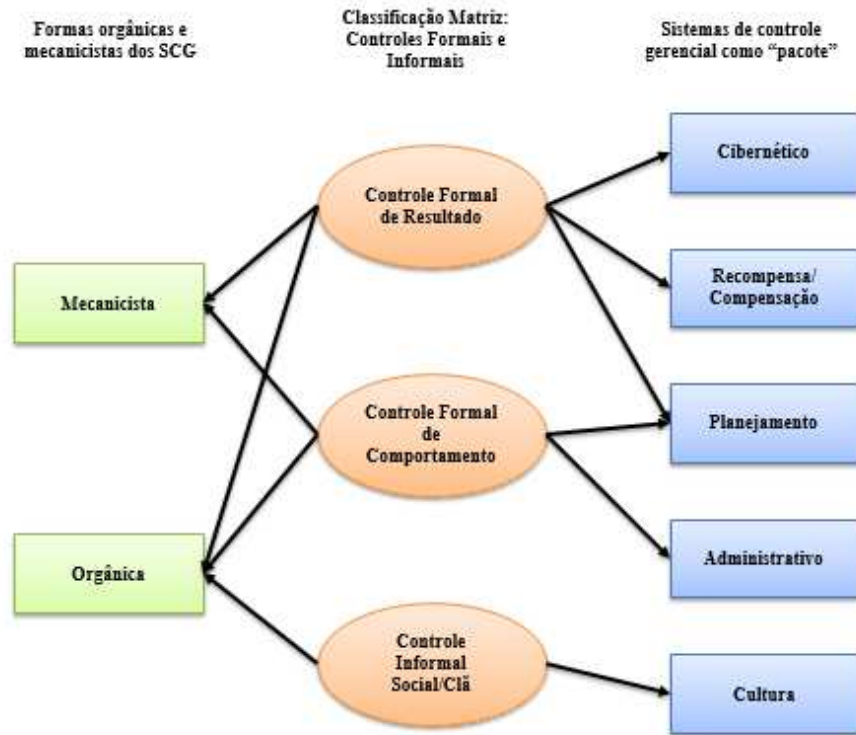 Formas orgânicas e
mecanicistas dos SCG
Classificação Matriz:
Controles Formais e
Informais
Sistemas de controle
gerencial como “pacote”
Mecanicista
Orgânica
Controle Formal
de Resultado
Controle Formal
de
Comportamento
Controle
Informal
Social/Clã
Cibernético
Recompensa/
Compensação
Planejamento
Administrativo
Cultura